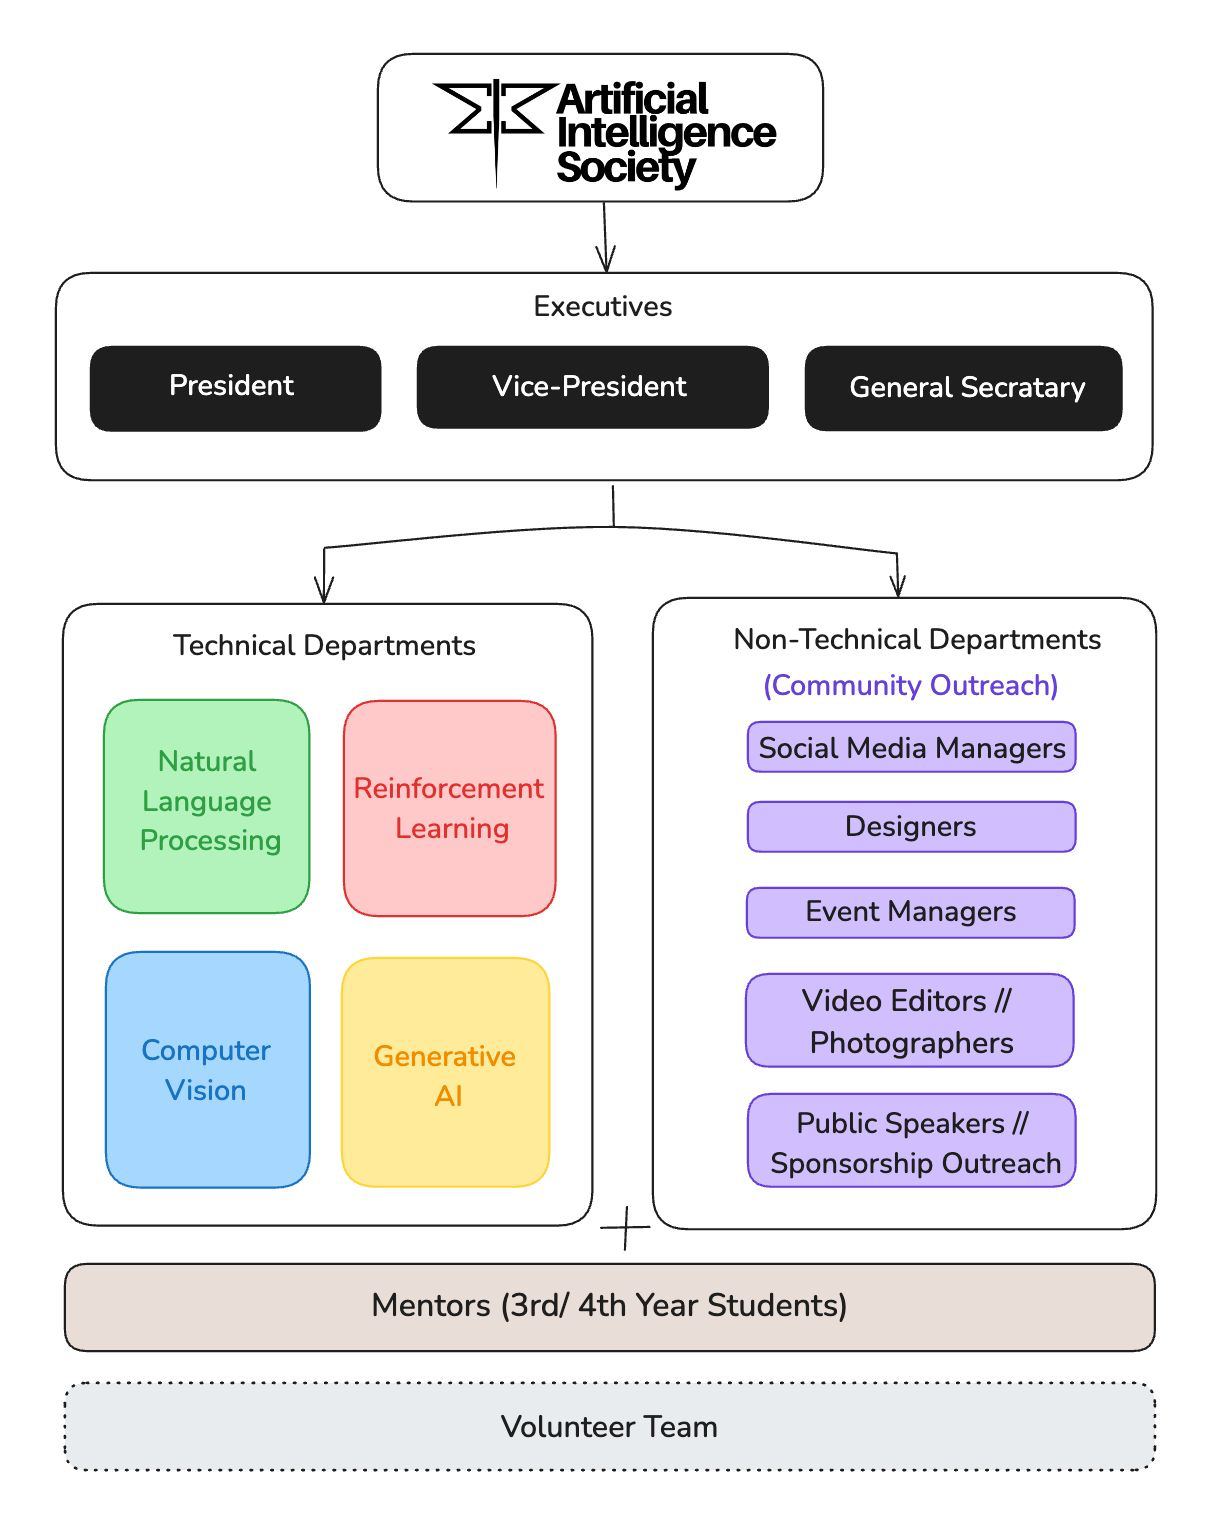 Artificial
Intelligence
Society
Executives
President
Vice-President
General Secratary
Technical Departments
Natural
Language
Processing
Reinforcement
Learning
Computer
Vision
Generative
AI
Non-Technical Departments
(Community Outreach)
Social Media Managers
Designers
Event Managers
Video Editors //
Photographers
Public Speakers //
Sponsorship Outreach
Mentors (3rd/ 4th Year Students)
Volunteer Team